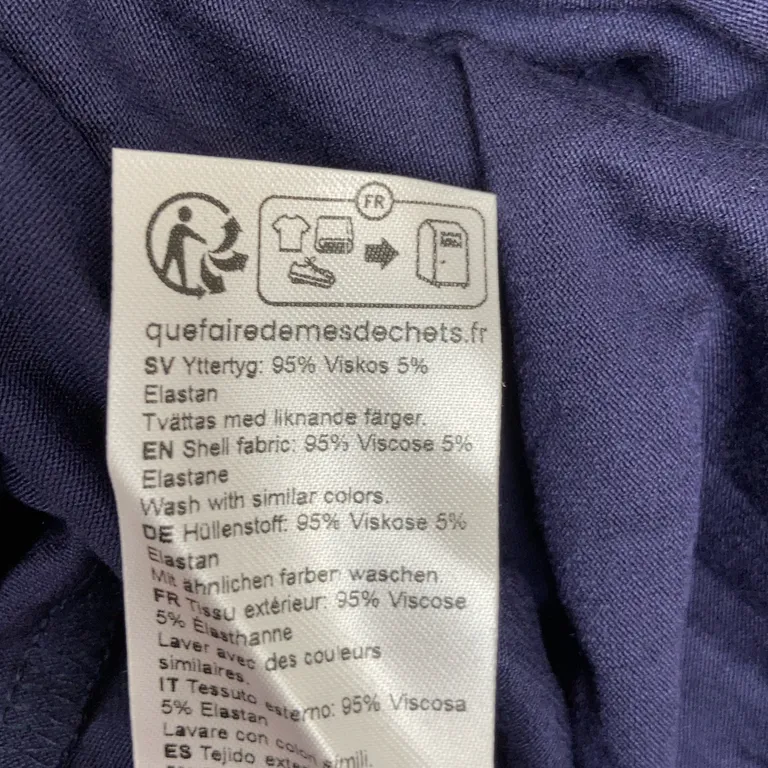 FR
quefairedemesdechets.fr
SV Yttertyg: 95% Viskos 5%
Elastan
Tvättas med liknande färger.
EN Shell fabric: 95% Viscose 5%
Elastane
Wash with similar colors.
DE Hüllenstoff: 95% Viskose 5%
Elastan
Mit ähnlichen farben waschen
FR Tissu extérieur: 95% Viscose
5% Elasthanne
Laver avec des couleurs
similaires.
IT Tessuto esterno: 95% Viscosa
5% Elastan
Lavare con colori simili.
ES Tejido